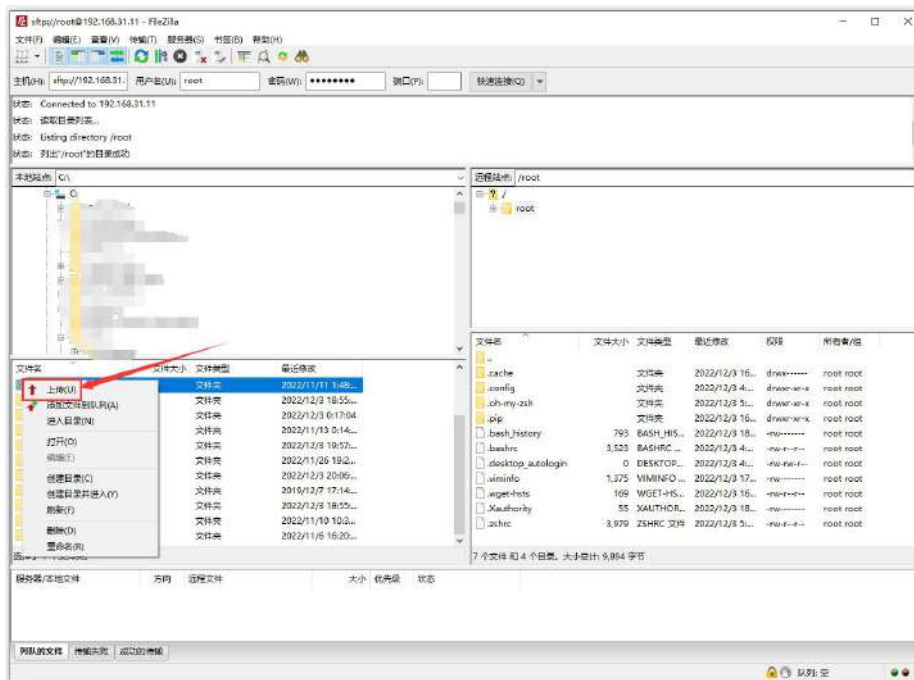 sftp://root@192.168.31.11 - FileZilla
文件(F) 编辑(E) 查看(V) 传输(T) 服务器(S) 书签(B) 帮助(H)
主机(H): sftp://192.168.31. 用户名(U): root 密码(W): ●●●●●●●● 端口(P): 快速连接(Q)
状态: Connected to 192.168.31.11
状态: 读取目录列表...
状态: Listing directory /root
状态: 列出"/root"的目录成功
本地站点: C:\
远程站点: /root
C:
/
root
文件名 文件大小 文件类型 最近修改
文件夹 2022/11/11 1:48:...
文件夹 2022/12/3 18:55:...
文件夹 2022/12/3 0:17:04
文件夹 2022/11/13 0:14:...
文件夹 2022/12/3 19:57:...
文件夹 2022/11/26 19:2...
文件夹 2022/12/3 20:06:...
文件夹 2019/12/7 17:14:...
文件夹 2022/12/3 18:55:...
文件夹 2022/11/10 10:3...
文件夹 2022/11/6 16:20:...
上传(U)
添加文件到队列(A)
进入目录(N)
打开(O)
编辑(E)
创建目录(C)
创建目录并进入(Y)
刷新(F)
删除(D)
重命名(R)
文件名 文件大小 文件类型 最近修改 权限 所有者/组
..
.cache 文件夹 2022/12/3 16... drwx------ root root
.config 文件夹 2022/12/3 4:... drwxr-xr-x root root
.oh-my-zsh 文件夹 2022/12/3 5:... drwxr-xr-x root root
.pip 文件夹 2022/12/3 16... drwxr-xr-x root root
.bash_history 793 BASH_HIS... 2022/12/3 18... -rw------- root root
.bashrc 3,523 BASHRC ... 2022/12/3 4:... -rw-r--r-- root root
.desktop_autologin 0 DESKTOP... 2022/12/3 4:... -rw-rw-r-- root root
.viminfo 1,375 VIMINFO ... 2022/12/3 17... -rw------- root root
.wget-hsts 169 WGET-HS... 2022/12/3 16... -rw-r--r-- root root
.Xauthority 55 XAUTHOR... 2022/12/3 18... -rw------- root root
.zshrc 3,979 ZSHRC 文件 2022/12/3 5:... -rw-r--r-- root root
7 个文件 和 4 个目录。大小总计: 9,894 字节
服务器/本地文件 方向 远程文件 大小 优先级 状态
列队的文件 传输失败 成功的传输
队列: 空